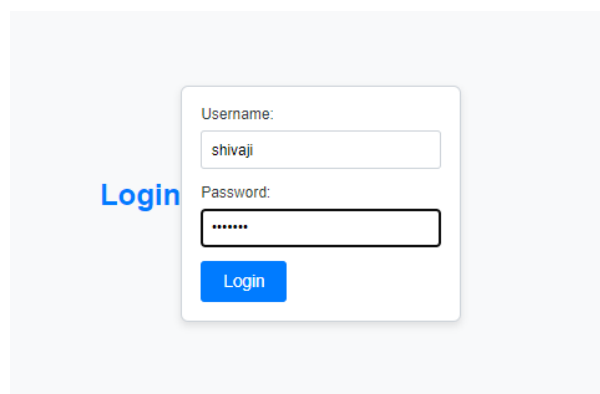 Login
Username:
shivaji
Password:
•••••••
Login